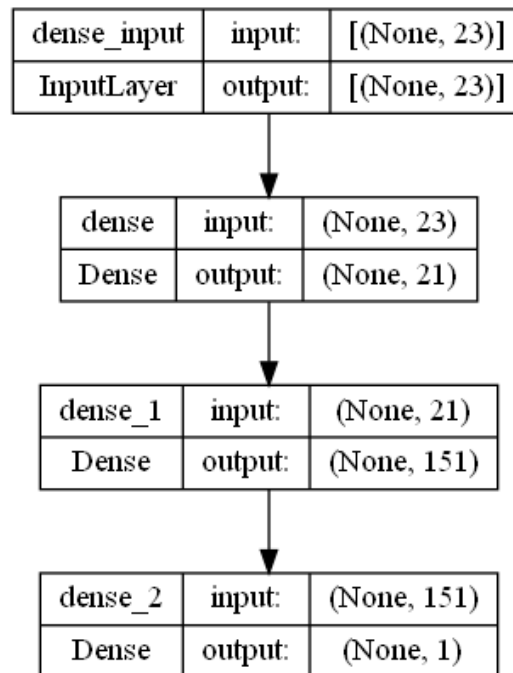 dense_input input: [(None, 23)]
InputLayer output: [(None, 23)]
dense input: (None, 23)
Dense output: (None, 21)
dense_1 input: (None, 21)
Dense output: (None, 151)
dense_2 input: (None, 151)
Dense output: (None, 1)